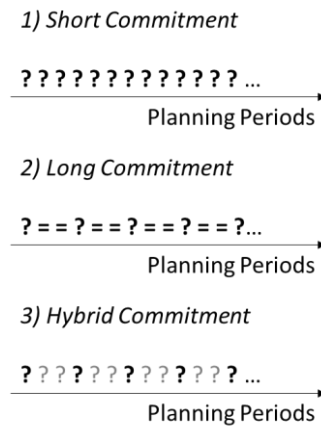 1) Short Commitment
? ? ? ? ? ? ? ? ? ? ? ? ? ...
Planning Periods
2) Long Commitment
? = = ? = = ? = = ? = = ?...
Planning Periods
3) Hybrid Commitment
? ? ? ? ? ? ? ? ? ? ? ? ? ...
Planning Periods